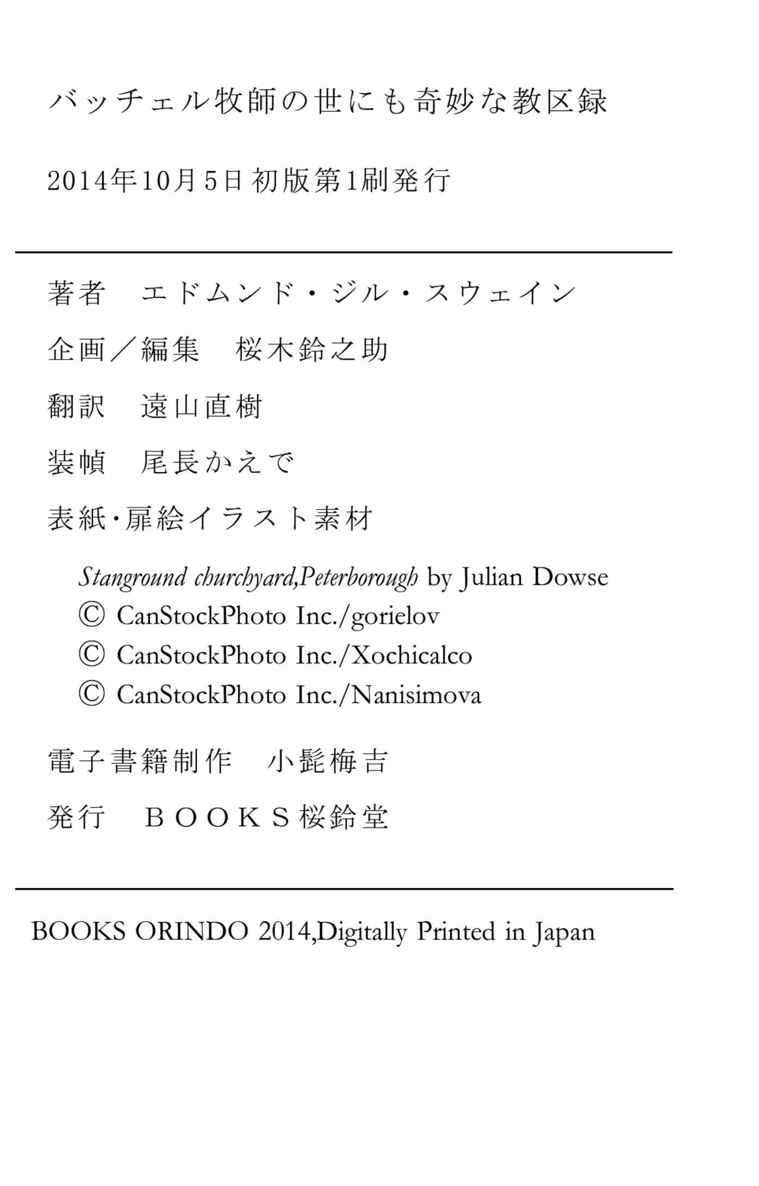 バッチェル牧師の世にも奇妙な教区録
2014年10月5日初版第1刷発行
著者　エドムンド・ジル・スウェイン
企画／編集　桜木鈴之助
翻訳　遠山直樹
装幀　尾長かえで
表紙・扉絵イラスト素材
Stanground churchyard,Peterborough by Julian Dowse
Ⓒ CanStockPhoto Inc./gorielov
Ⓒ CanStockPhoto Inc./Xochicalco
Ⓒ CanStockPhoto Inc./Nanisimova
電子書籍制作　小髭梅吉
発行　ＢＯＯＫＳ桜鈴堂
BOOKS ORINDO 2014,Digitally Printed in Japan